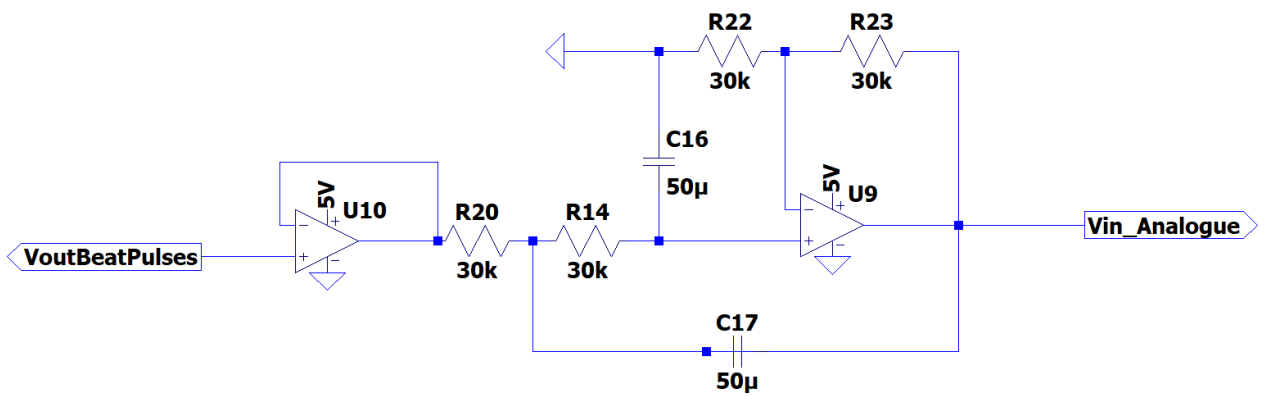 R22
R23
30k
30k
C16
50µ
5V
U10
5V
U9
R20
R14
VoutBeatPulses
30k
30k
Vin_Analogue
C17
50µ